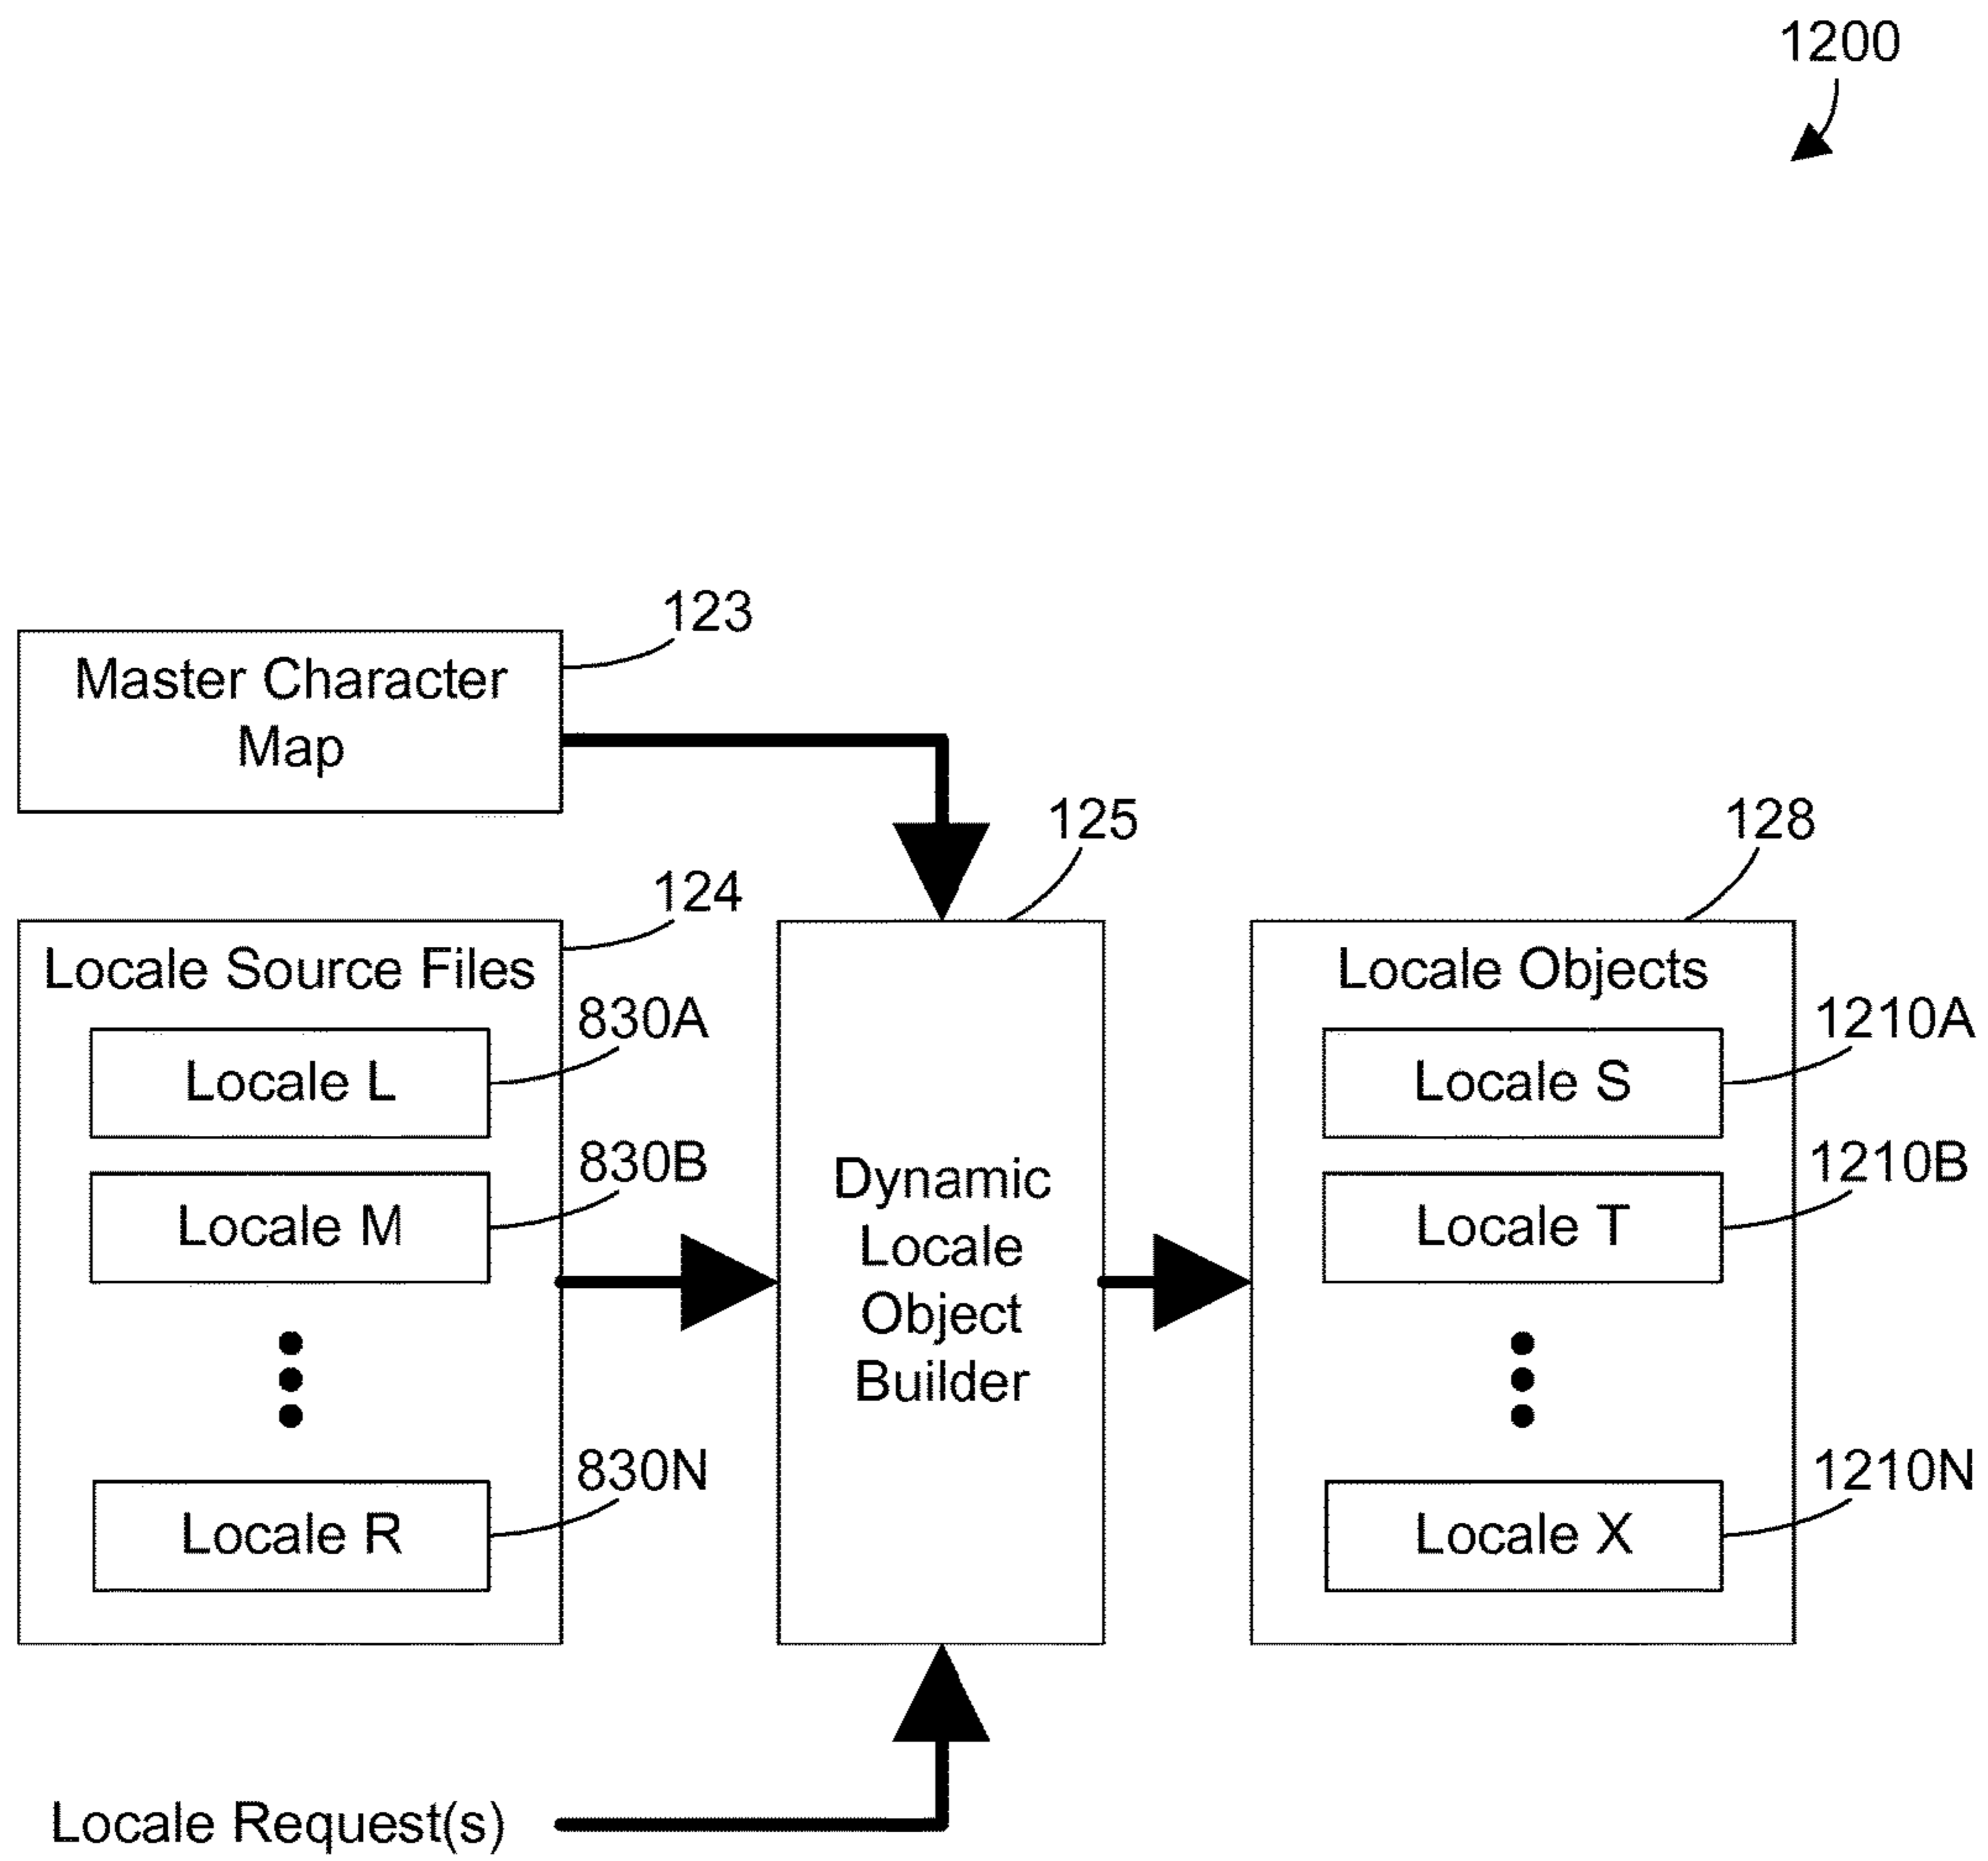 1200
123
Master Character
Map
125
128
124
Locale Source Files
830A
Locale L
830B
Locale M
830N
Locale R
Dynamic
Locale
Object
Builder
Locale Objects
1210A
Locale S
1210B
Locale T
1210N
Locale X
Locale Request(s)